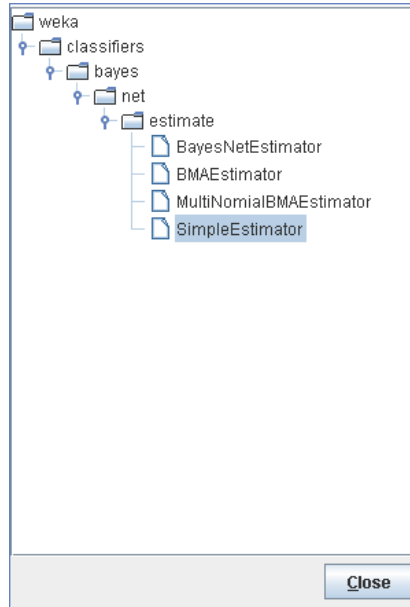 weka
classifiers
bayes
net
estimate
BayesNetEstimator
BMAEstimator
MultiNomialBMAEstimator
SimpleEstimator
Close